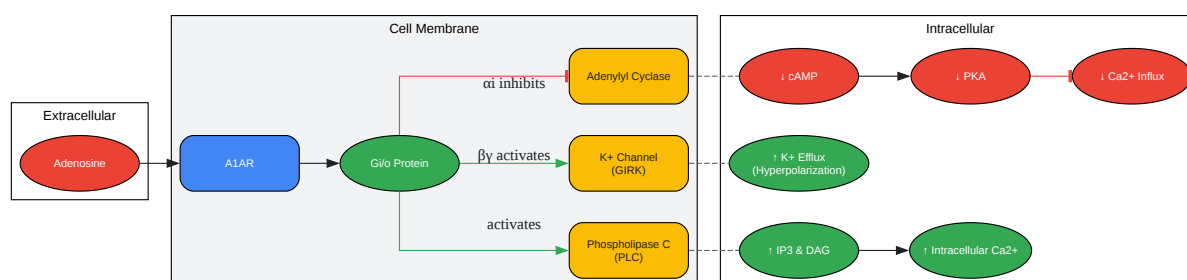 Cell Membrane
Intracellular
Extracellular
Adenosine
A1AR
Gi/o Protein
αi inhibits
βγ activates
activates
Adenylyl Cyclase
K+ Channel
(GIRK)
Phospholipase C
(PLC)
↓ cAMP
↓ PKA
↓ Ca2+ Influx
↑ K+ Efflux
(Hyperpolarization)
↑ IP3 & DAG
↑ Intracellular Ca2+